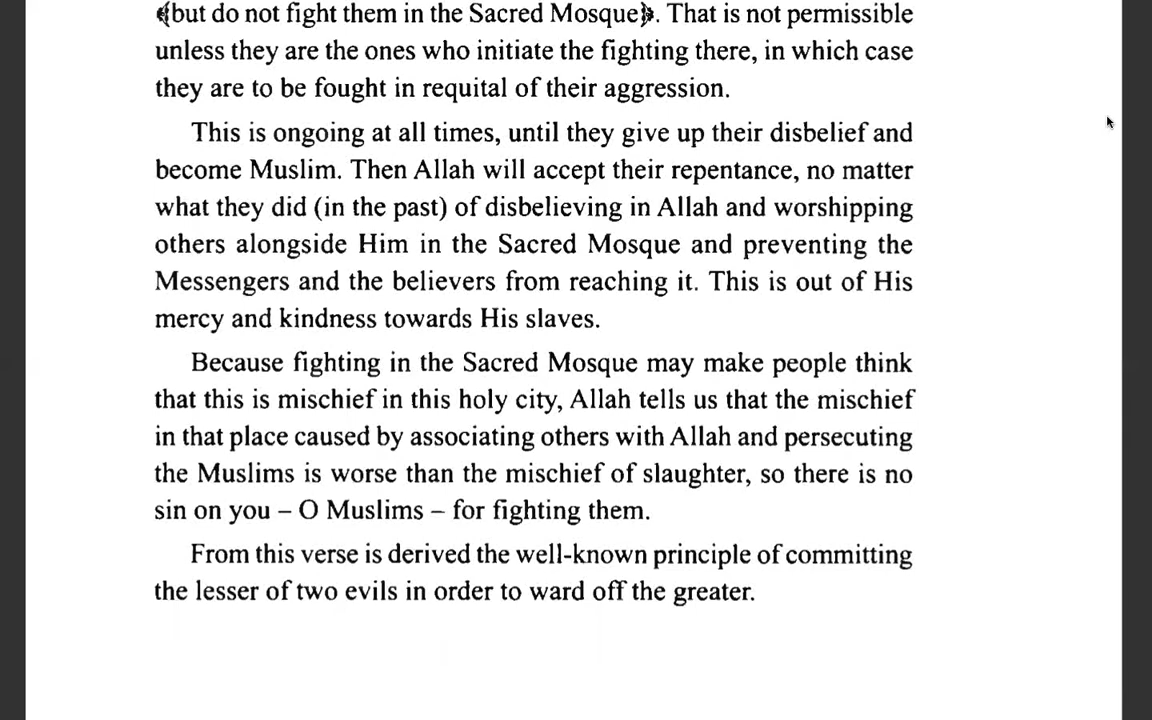 ﴾but do not fight them in the Sacred Mosque﴿. That is not permissible
unless they are the ones who initiate the fighting there, in which case
they are to be fought in requital of their aggression.
This is ongoing at all times, until they give up their disbelief and
become Muslim. Then Allah will accept their repentance, no matter
what they did (in the past) of disbelieving in Allah and worshipping
others alongside Him in the Sacred Mosque and preventing the
Messengers and the believers from reaching it. This is out of His
mercy and kindness towards His slaves.
Because fighting in the Sacred Mosque may make people think
that this is mischief in this holy city, Allah tells us that the mischief
in that place caused by associating others with Allah and persecuting
the Muslims is worse than the mischief of slaughter, so there is no
sin on you – O Muslims – for fighting them.
From this verse is derived the well-known principle of committing
the lesser of two evils in order to ward off the greater.